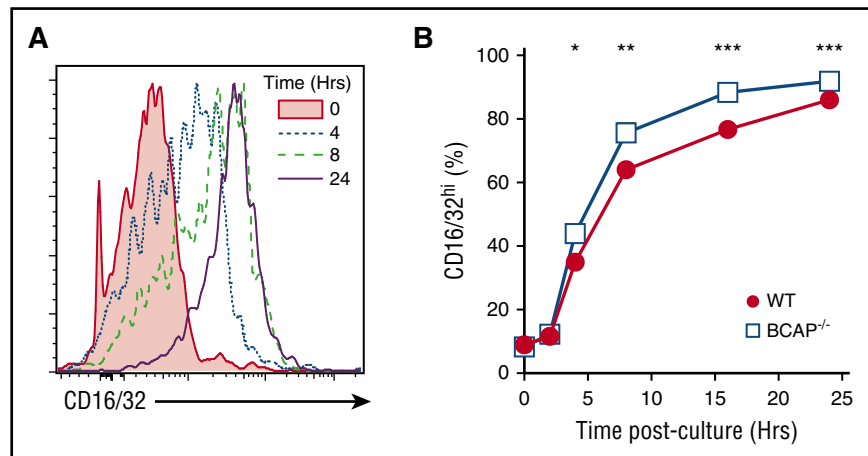 A
Time (Hrs)
0
4
8
24
CD16/32
B
* ** *** ***
100
80
60
40
20
0
CD16/32hi (%)
WT
BCAP-/-
0 5 10 15 20 25
Time post-culture (Hrs)